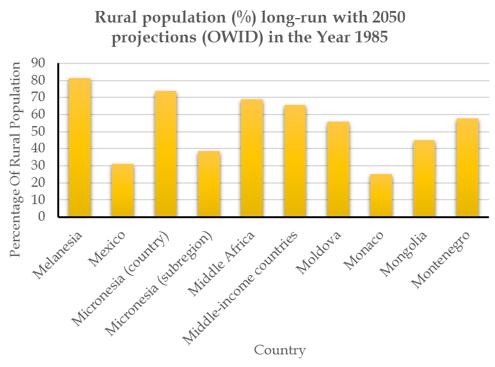 Rural population (%) long-run with 2050
projections (OWID) in the Year 1985
Percentage Of Rural Population
90
80
70
60
50
40
30
20
10
0
Melanesia
Mexico
Micronesia (country)
Micronesia (subregion)
Middle Africa
Middle-income countries
Moldova
Monaco
Mongolia
Montenegro
Country